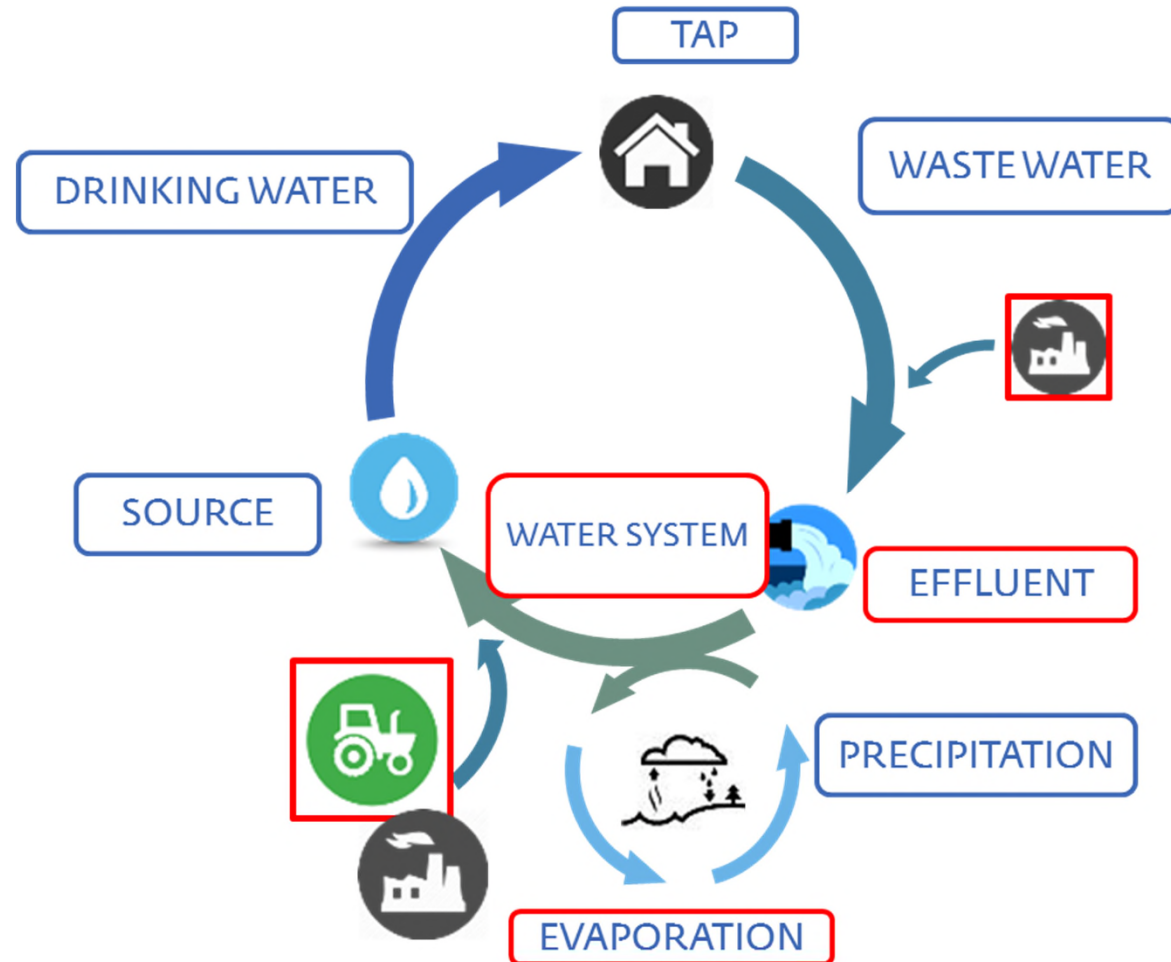 TAP
DRINKING WATER
WASTE WATER
SOURCE
WATER SYSTEM
EFFLUENT
PRECIPITATION
EVAPORATION